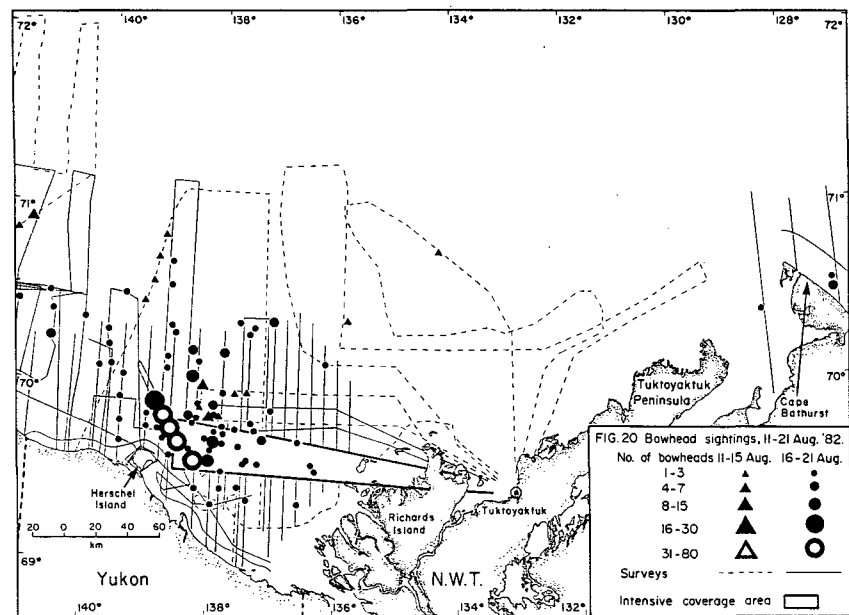 72° 140° 138° 136° 134° 132° 130° 128° 72°
71° 71°
70° 70°
Tuktoyaktuk
Peninsula
Cape
Bathurst
Herschel
Island
20 0 20 40 60
km
Richards
Island
Tuktoyaktuk
69°
Yukon N.W.T.
140° 138° 136° 134° 132°
FIG. 20 Bowhead sightings, 11-21 Aug. '82.
No. of bowheads 11-15 Aug. 16-21 Aug.
1-3
4-7
8-15
16-30
31-80
Surveys
Intensive coverage area